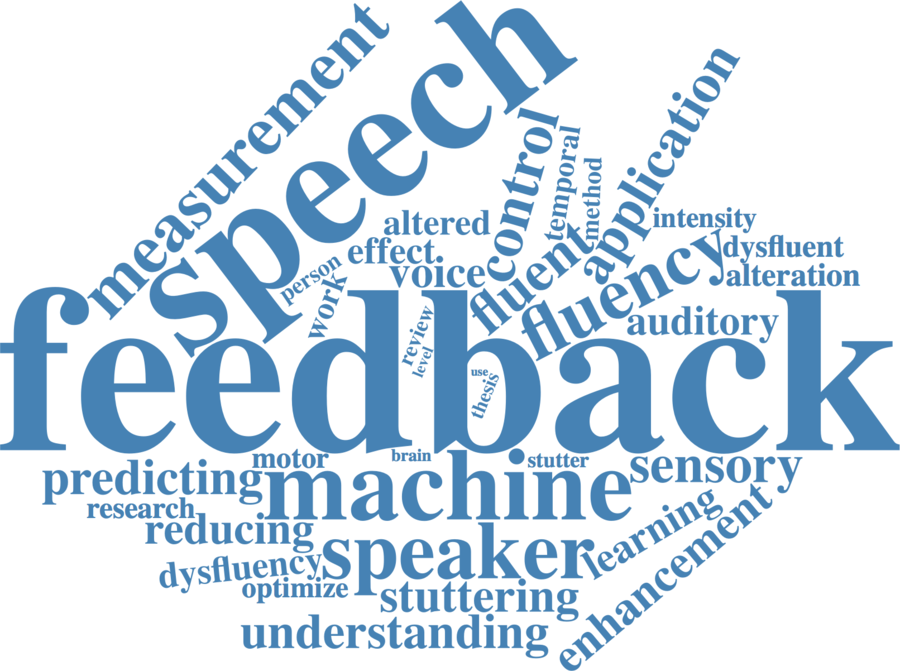 measurement
speech
control
temporal
method
application
altered
intensity
effect
voice
fluent
fluency
dysfluent
alteration
person
work
auditory
feedback
review
level
use
thesis
motor
brain
stutter
sensory
predicting
machine
research
reducing
learning
enhancement
speaker
dysfluency
optimize
stuttering
understanding